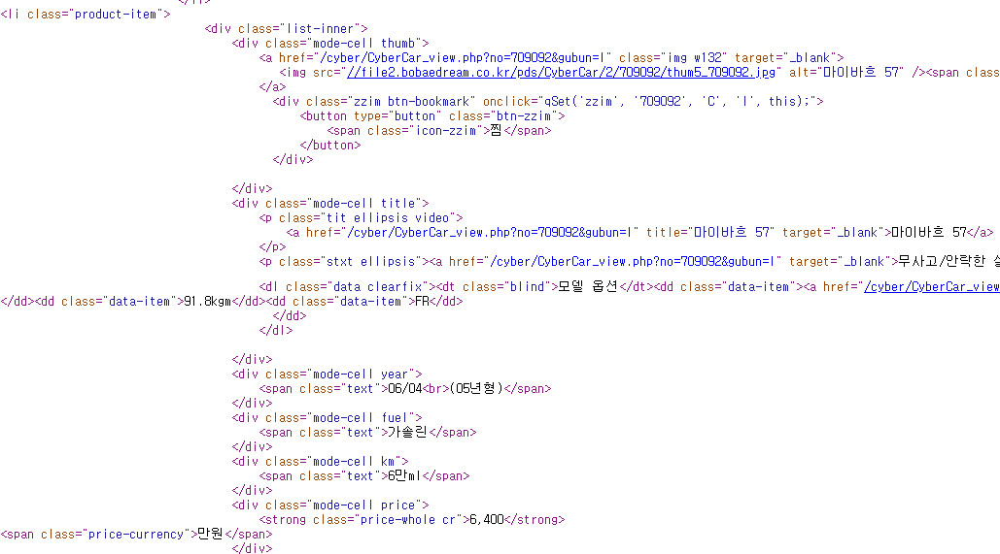 </li>
<li class="product-item">
<div class="list-inner">
<div class="mode-cell thumb">
<a href="/cyber/CyberCar_view.php?no=709092&gubun=I" class="img w132" target="_blank">
<img src="//file2.bobaedream.co.kr/pds/CyberCar/2/709092/thum5_709092.jpg" alt="마이바흐 57" /><span class
</a>
<div class="zzim btn-bookmark" onclick="qSet('zzim', '709092', 'C', 'I', this);">
<button type="button" class="btn-zzim">
<span class="icon-zzim">찜</span>
</button>
</div>
</div>
<div class="mode-cell title">
<p class="tit ellipsis video">
<a href="/cyber/CyberCar_view.php?no=709092&gubun=I" title="마이바흐 57" target="_blank">마이바흐 57</a>
</p>
<p class="stxt ellipsis"><a href="/cyber/CyberCar_view.php?no=709092&gubun=I" target="_blank">무사고/안락한
<dl class="data clearfix"><dt class="blind">모델 옵션</dt><dd class="data-item"><a href="/cyber/CyberCar_view
</dd><dd class="data-item">91.8kgm</dd><dd class="data-item">FR</dd>
</dd>
</dl>
</div>
<div class="mode-cell year">
<span class="text">06/04<br>(05년형)</span>
</div>
<div class="mode-cell fuel">
<span class="text">가솔린</span>
</div>
<div class="mode-cell km">
<span class="text">6만ml</span>
</div>
<div class="mode-cell price">
<strong class="price-whole cr">6,400</strong>
<span class="price-currency">만원</span>
</div>